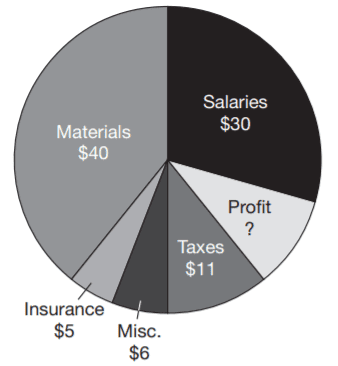 Salaries
$30
Materials
$40
Profit
?
Taxes
$11
Insurance
$5
Misc.
$6